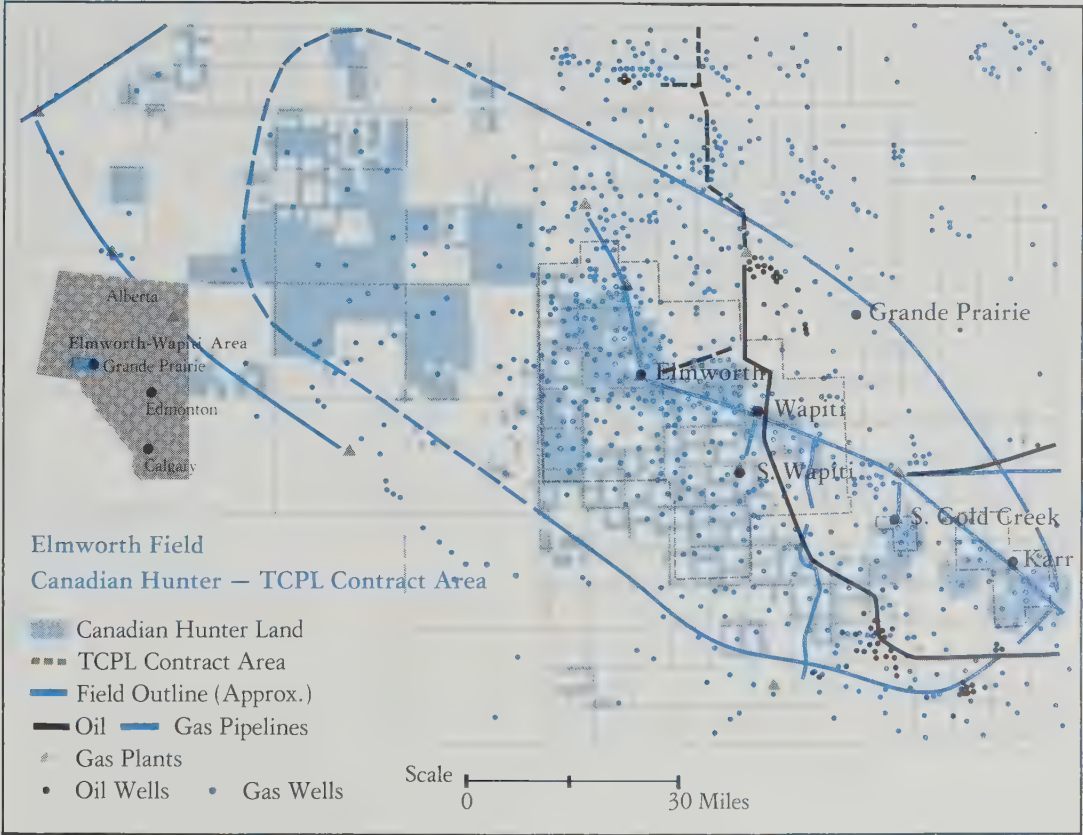 Alberta
Elmworth-Wapiti Area
Grande Prairie
Edmonton
Calgary
Grande Prairie
Elmworth
Wapiti
S. Wapiti
S. Gold Creek
Karr
Elmworth Field
Canadian Hunter — TCPL Contract Area
Canadian Hunter Land
TCPL Contract Area
Field Outline (Approx.)
Oil Gas Pipelines
Gas Plants
Oil Wells Gas Wells
Scale
0 30 Miles